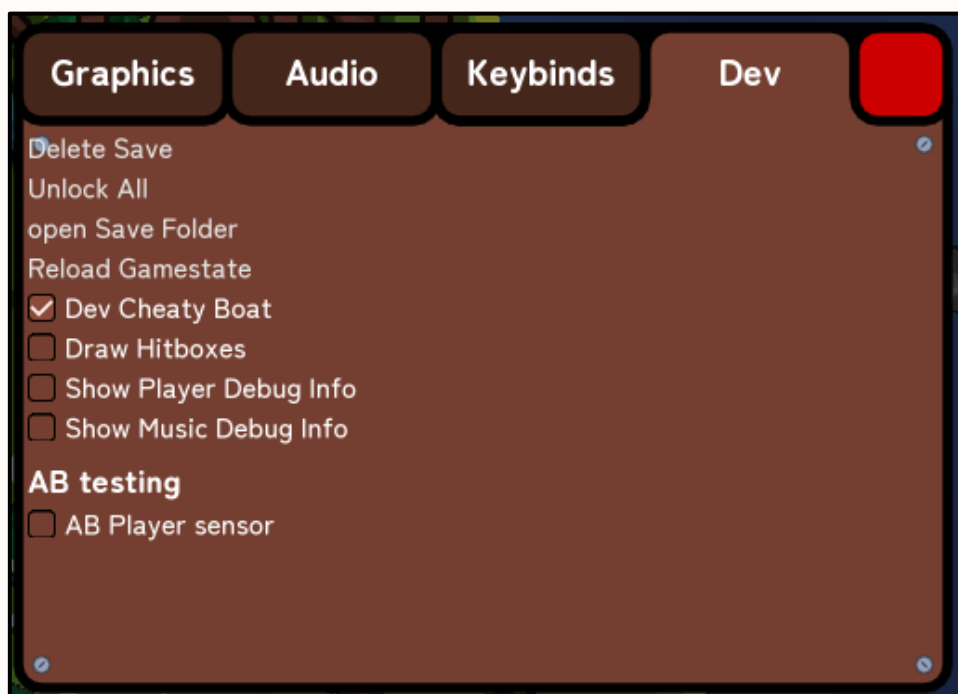 Graphics
Audio
Keybinds
Dev
Delete Save
Unlock All
open Save Folder
Reload Gamestate
Dev Cheaty Boat
Draw Hitboxes
Show Player Debug Info
Show Music Debug Info
AB testing
AB Player sensor